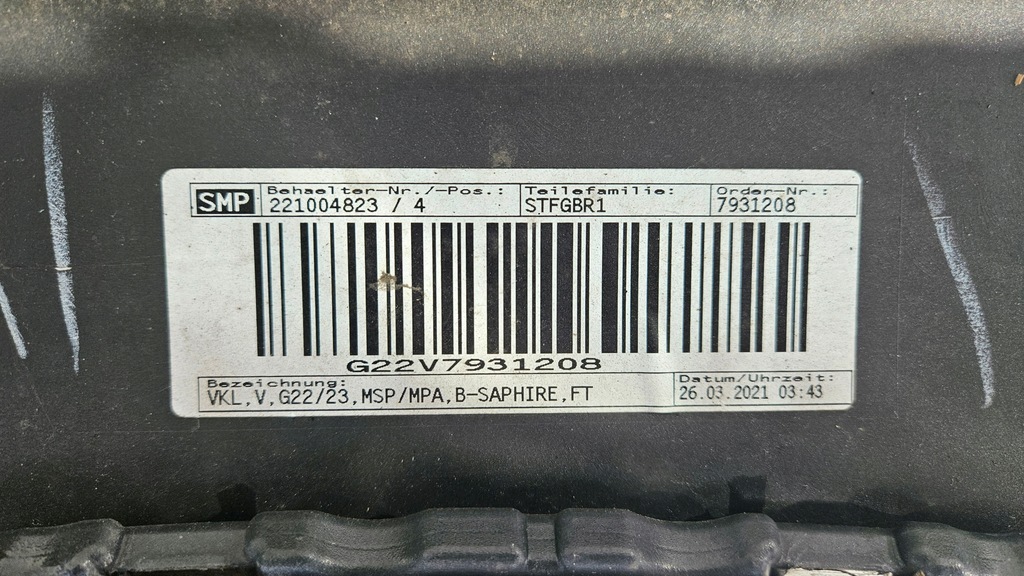 SMP
Behaelter-Nr./-Pos.: Teilefamilie: Order-Nr.:
221004823 / 4 STFGBR1 7931208
G22V7931208
Bezeichnung: Datum/Uhrzeit:
VKL,V,G22/23,MSP/MPA,B-SAPHIRE,FT 26.03.2021 03:43